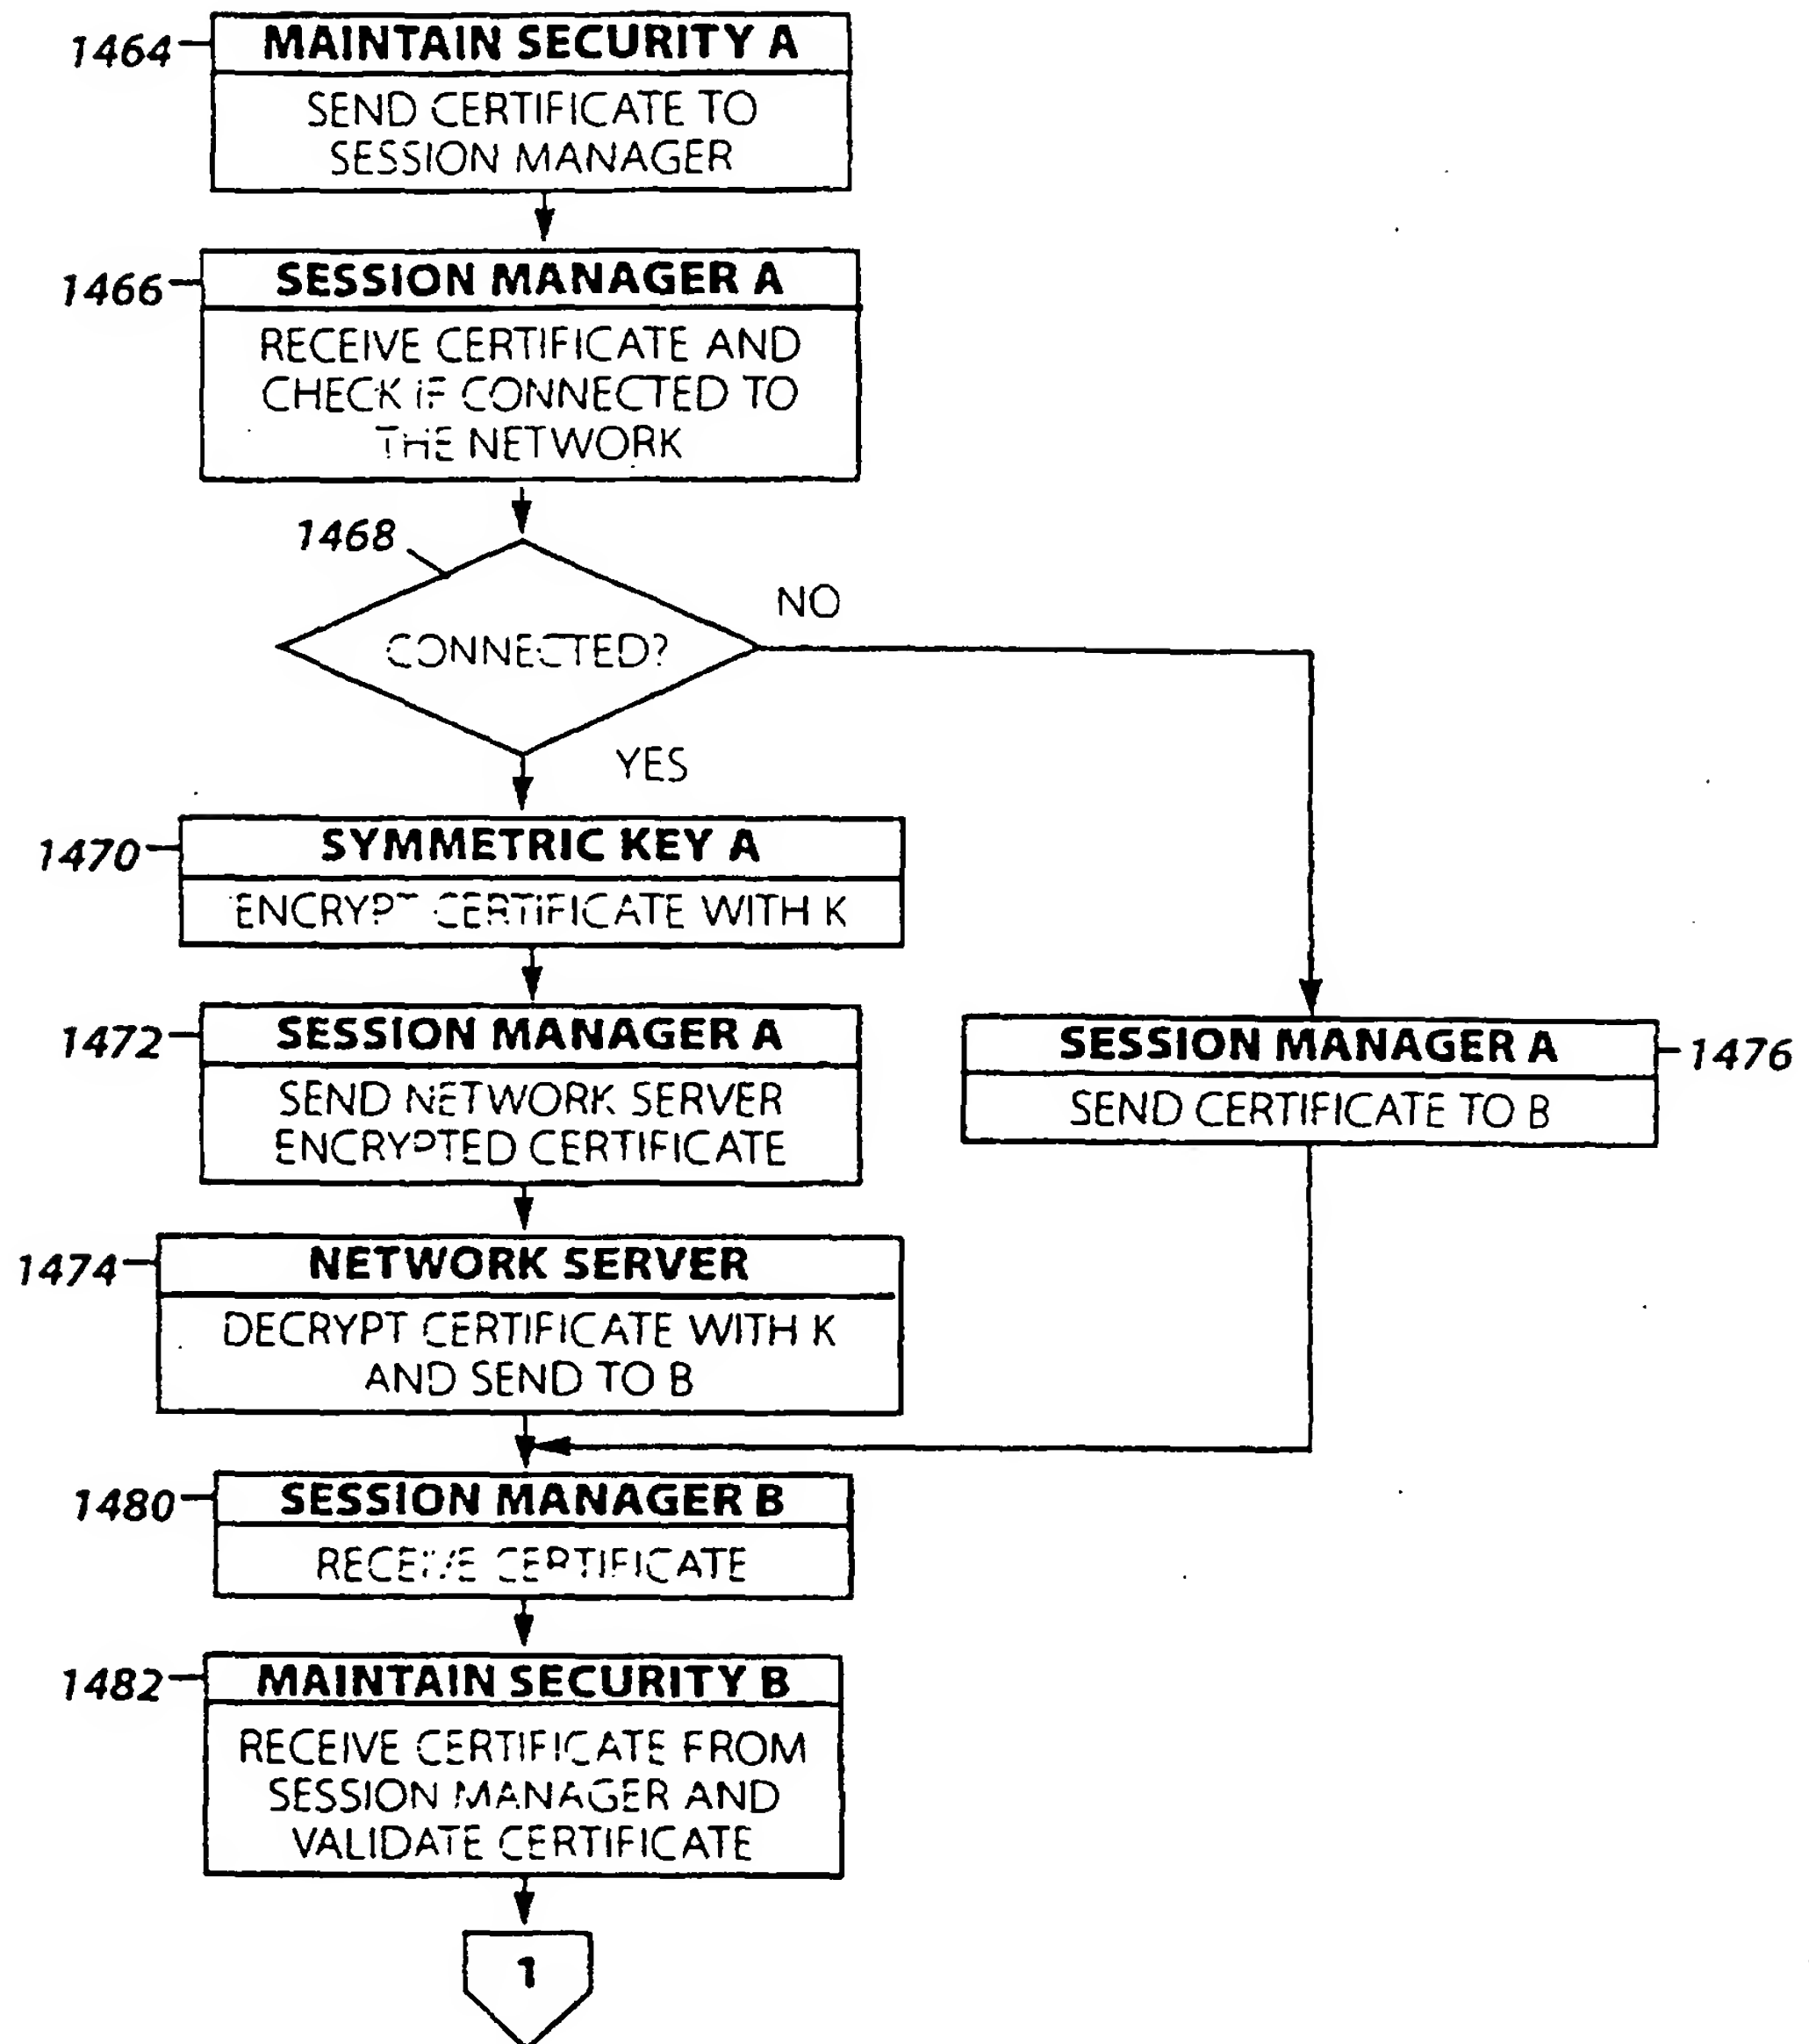 1464
MAINTAIN SECURITY A
SEND CERTIFICATE TO
SESSION MANAGER
1466
SESSION MANAGER A
RECEIVE CERTIFICATE AND
CHECK IF CONNECTED TO
THE NETWORK
1468
CONNECTED?
NO
YES
1470
SYMMETRIC KEY A
ENCRYPT CERTIFICATE WITH K
1472
SESSION MANAGER A
SEND NETWORK SERVER
ENCRYPTED CERTIFICATE
SESSION MANAGER A
1476
SEND CERTIFICATE TO B
1474
NETWORK SERVER
DECRYPT CERTIFICATE WITH K
AND SEND TO B
1480
SESSION MANAGER B
RECEIVE CERTIFICATE
1482
MAINTAIN SECURITY B
RECEIVE CERTIFICATE FROM
SESSION MANAGER AND
VALIDATE CERTIFICATE
1